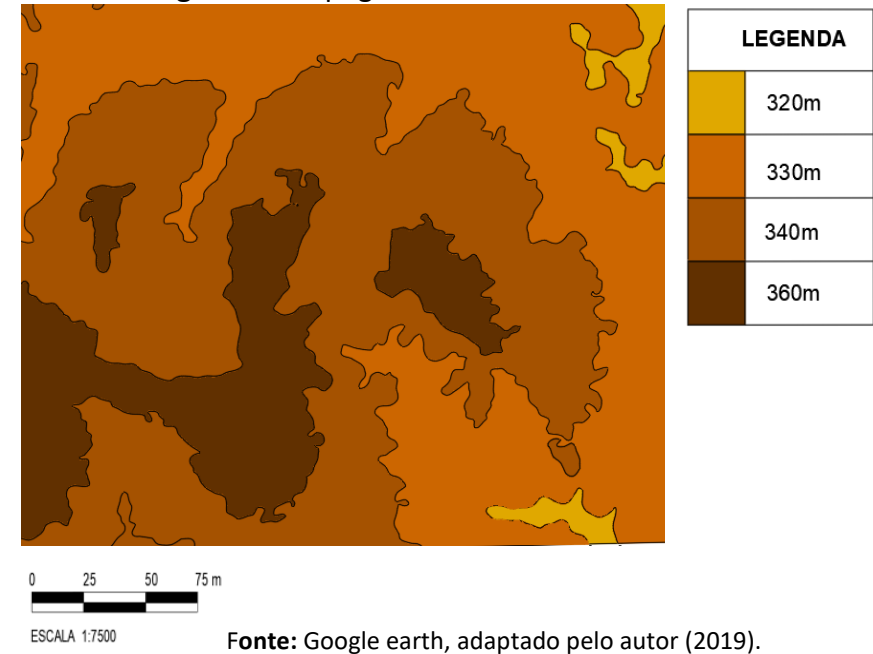 LEGENDA
320m
330m
340m
360m
0 25 50 75 m
ESCALA 1:7500
Fonte: Google earth, adaptado pelo autor (2019).